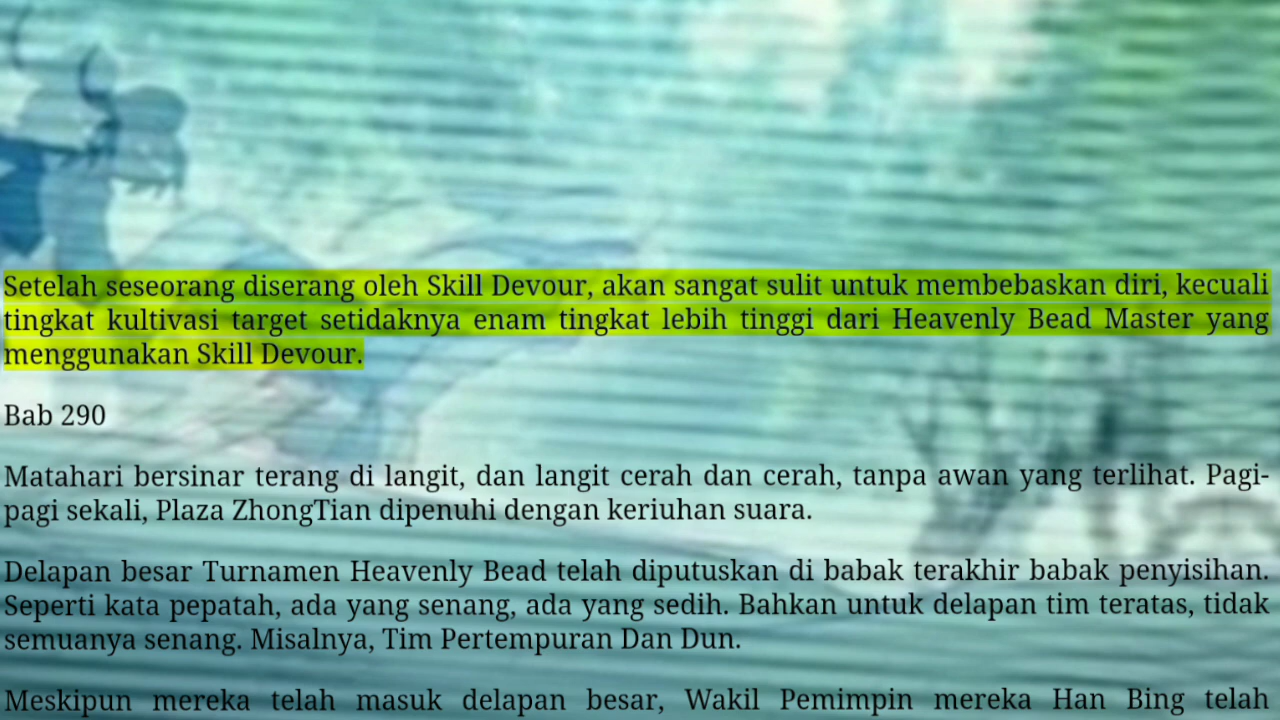 Setelah seseorang diserang oleh Skill Devour, akan sangat sulit untuk membebaskan diri, kecuali
tingkat kultivasi target setidaknya enam tingkat lebih tinggi dari Heavenly Bead Master yang
menggunakan Skill Devour.
Bab 290
Matahari bersinar terang di langit, dan langit cerah dan cerah, tanpa awan yang terlihat. Pagi-
pagi sekali, Plaza ZhongTian dipenuhi dengan keriuhan suara.
Delapan besar Turnamen Heavenly Bead telah diputuskan di babak terakhir babak penyisihan.
Seperti kata pepatah, ada yang senang, ada yang sedih. Bahkan untuk delapan tim teratas, tidak
semuanya senang. Misalnya, Tim Pertempuran Dan Dun.
Meskipun mereka telah masuk delapan besar, Wakil Pemimpin mereka Han Bing telah